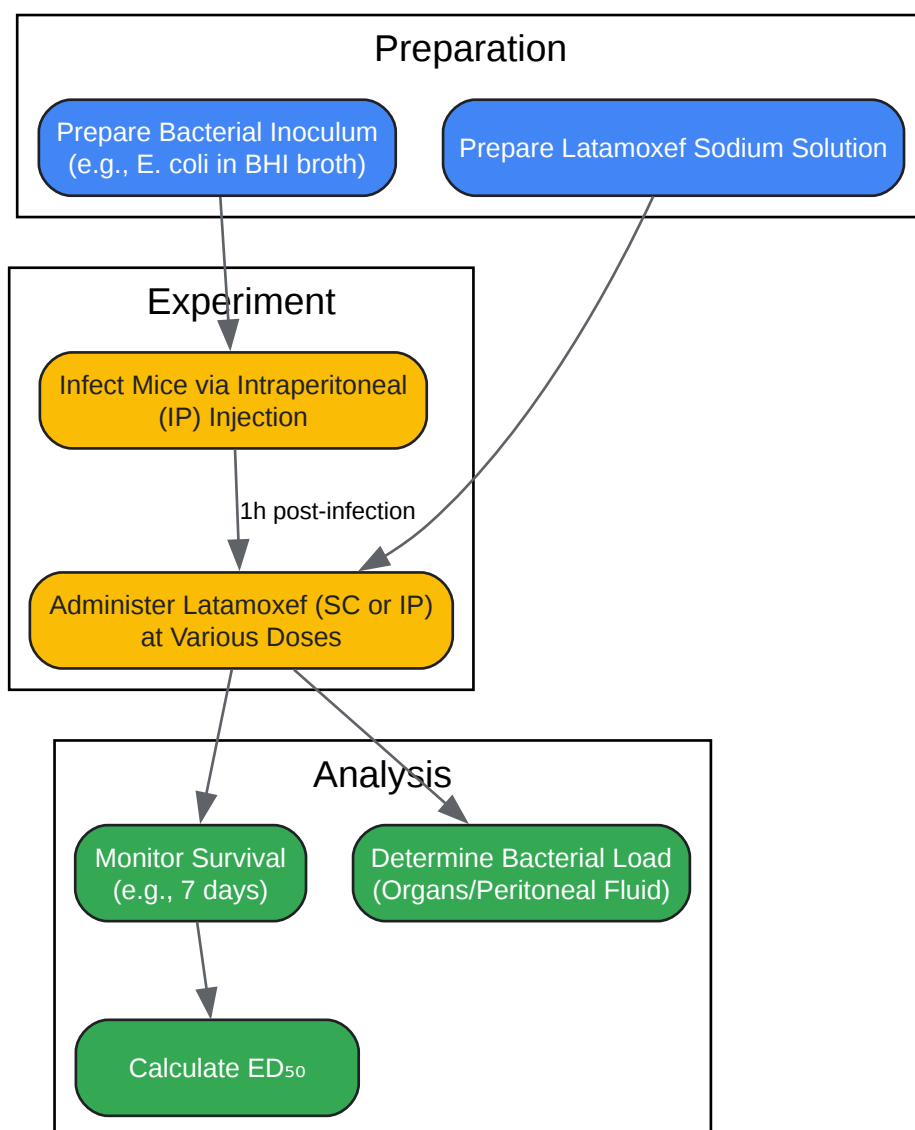 Preparation
Prepare Bacterial Inoculum
(e.g., E. coli in BHI broth)
Prepare Latamoxef Sodium Solution
Experiment
Infect Mice via Intraperitoneal
(IP) Injection
1h post-infection
Administer Latamoxef (SC or IP)
at Various Doses
Analysis
Monitor Survival
(e.g., 7 days)
Determine Bacterial Load
(Organs/Peritoneal Fluid)
Calculate ED₅₀